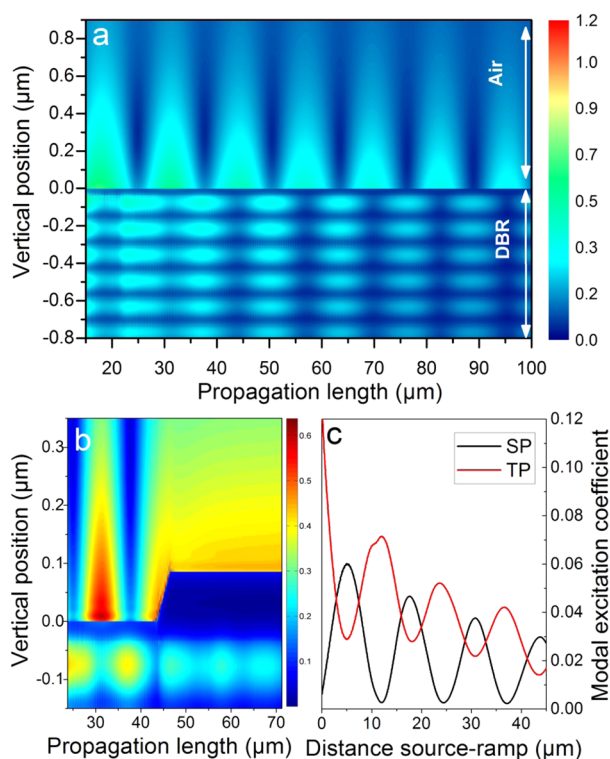 a
Vertical position (µm)
0.8
0.6
0.4
0.2
0.0
-0.2
-0.4
-0.6
-0.8
Air
DBR
20 30 40 50 60 70 80 90 100
Propagation length (µm)
1.2
1.0
0.8
0.6
0.4
0.2
0.0
b
Vertical position (µm)
0.3
0.2
0.1
0.0
-0.1
30 40 50 60 70
Propagation length (µm)
0.6
0.5
0.4
0.3
0.2
0.1
c
SP
TP
0.12
0.10
0.08
0.06
0.04
0.02
0.00
Modal excitation coefficient
0 10 20 30 40
Distance source-ramp (µm)